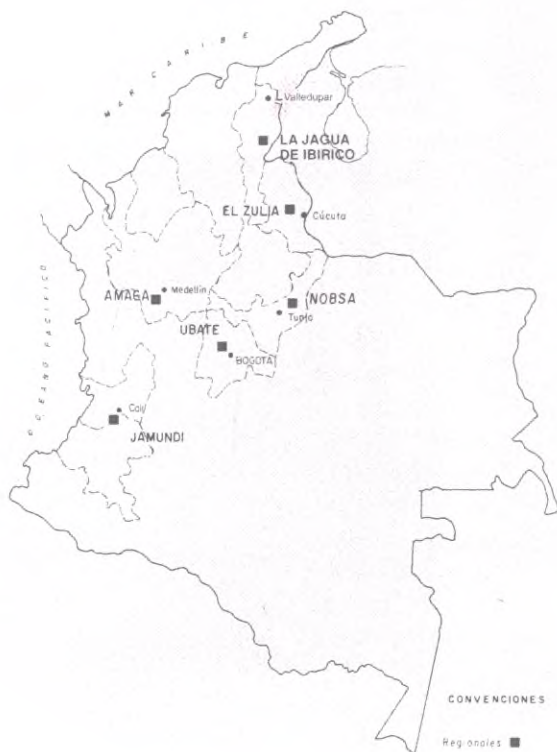 MAR CARIBE
Valledupar
LA JAGUA
DE IBIRICO
EL ZULIA
Cúcuta
Medellín
AMAGA
NOBSA
Tunja
UBATE
BOGOTA
OCEANO PACIFICO
Cali
JAMUNDI
CONVENCIONES
Regionales